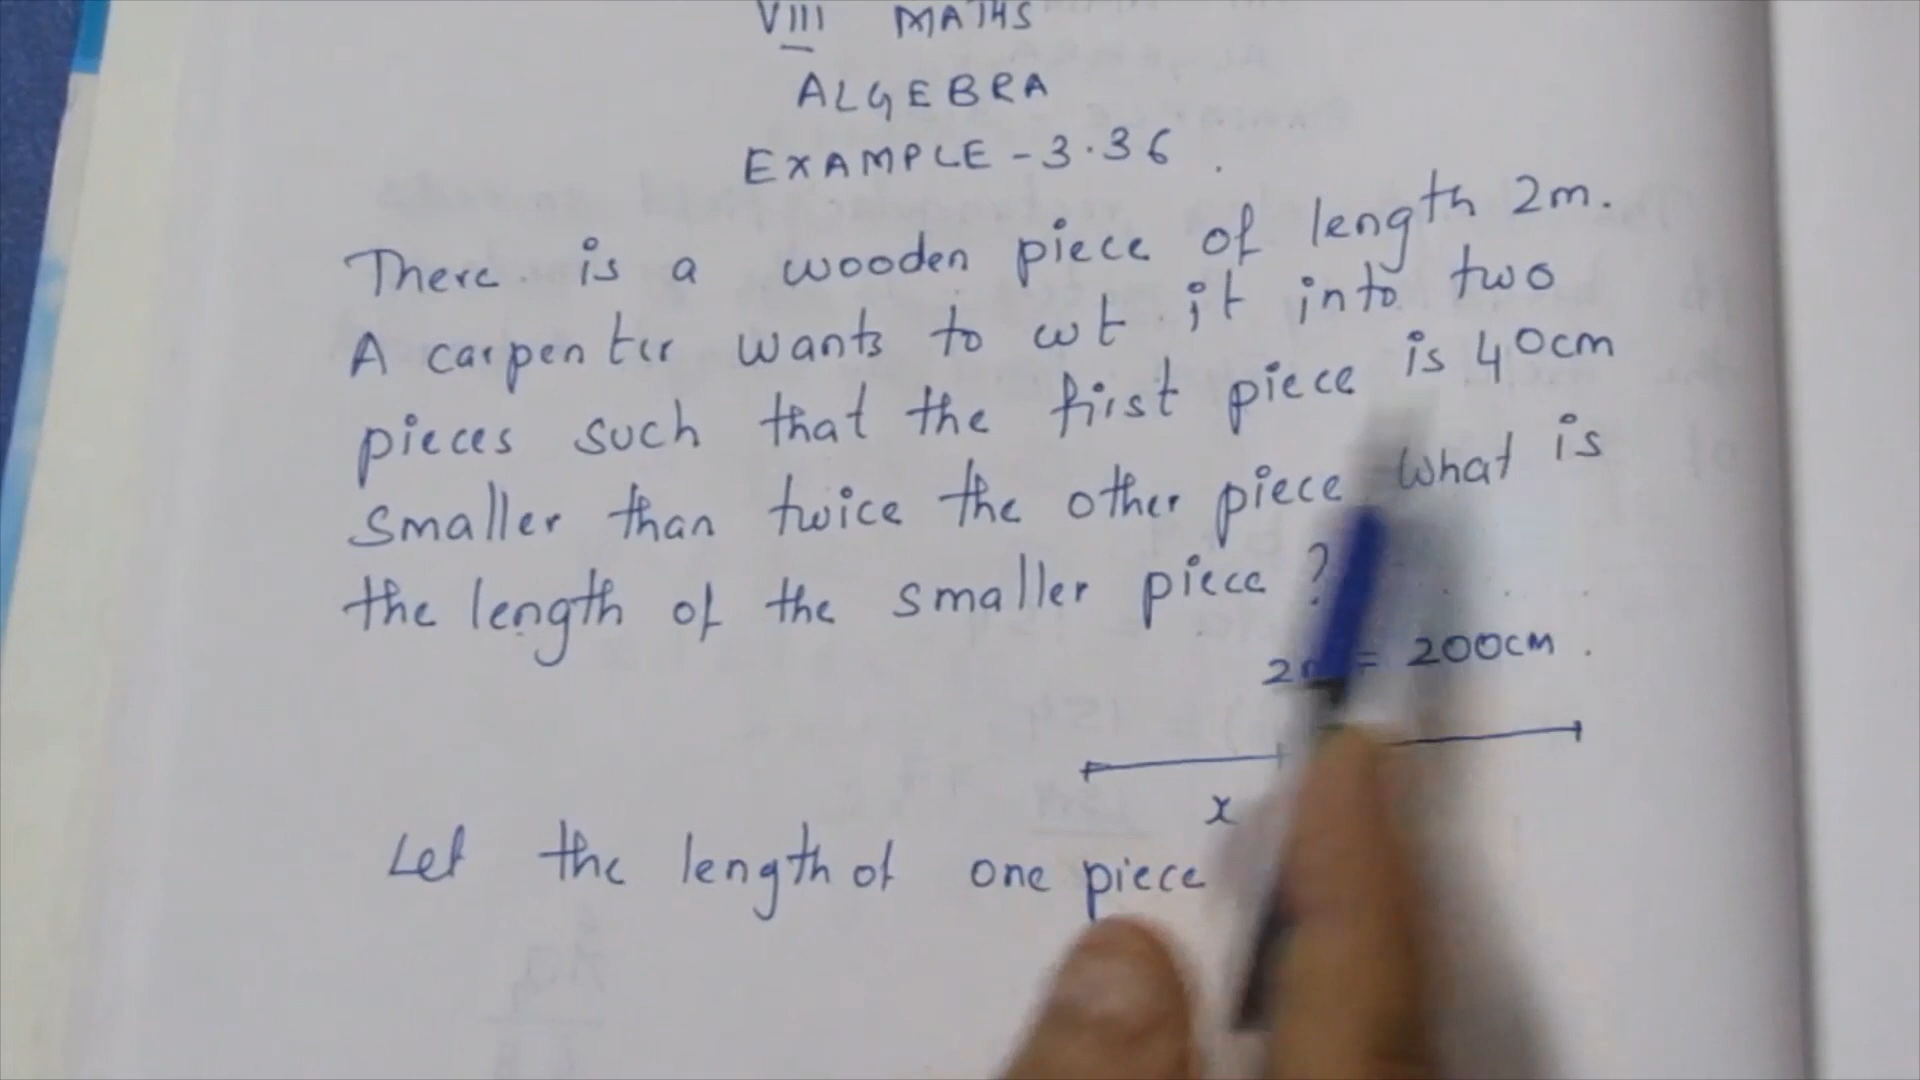 VIII MATHS
ALGEBRA
EXAMPLE - 3.36.
There is a wooden piece of length 2m.
A carpenter wants to cut it into two
pieces such that the first piece is 40cm
smaller than twice the other piece. What is
the length of the smaller piece?
2m = 200cm.
x
Let the length of one piece